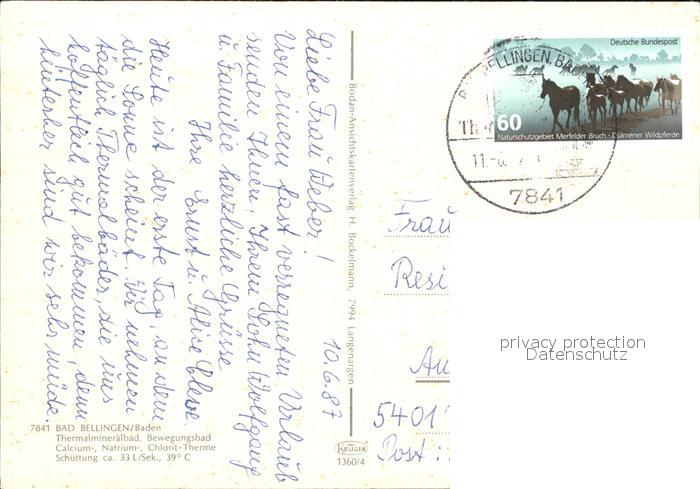 10.6.87
Liebe Frau Weber!
Von einem fast verregneten Urlaub
senden Ihnen, Ihrem Sohn Wolfgang
u. Familie herzliche Grüsse
Ihre Ernst u. Alice
Heute ist der erste Tag, an dem
die Sonne scheint. Wir nehmen
täglich Thermalbäder, die uns
hoffentlich gut bekommen, denn
hinterher sind wir sehr müde.
7841 BAD BELLINGEN/Baden
Thermalmineralbad, Bewegungsbad
Calcium-, Natrium-, Chlorit-Therme
Schüttung ca. 33 L/Sek., 39° C
Bodan-Ansichtskartenverlag H. Bockelmann, 7994 Langenargen
KRÜGER
1360/4
Deutsche Bundespost
60
Naturschutzgebiet Merfelder Bruch · Dülmener Wildpferde
BELLINGEN, BA
Th
11.-6.
7841
Frau
Resi
Au
5401
Post:
privacy protection
Datenschutz